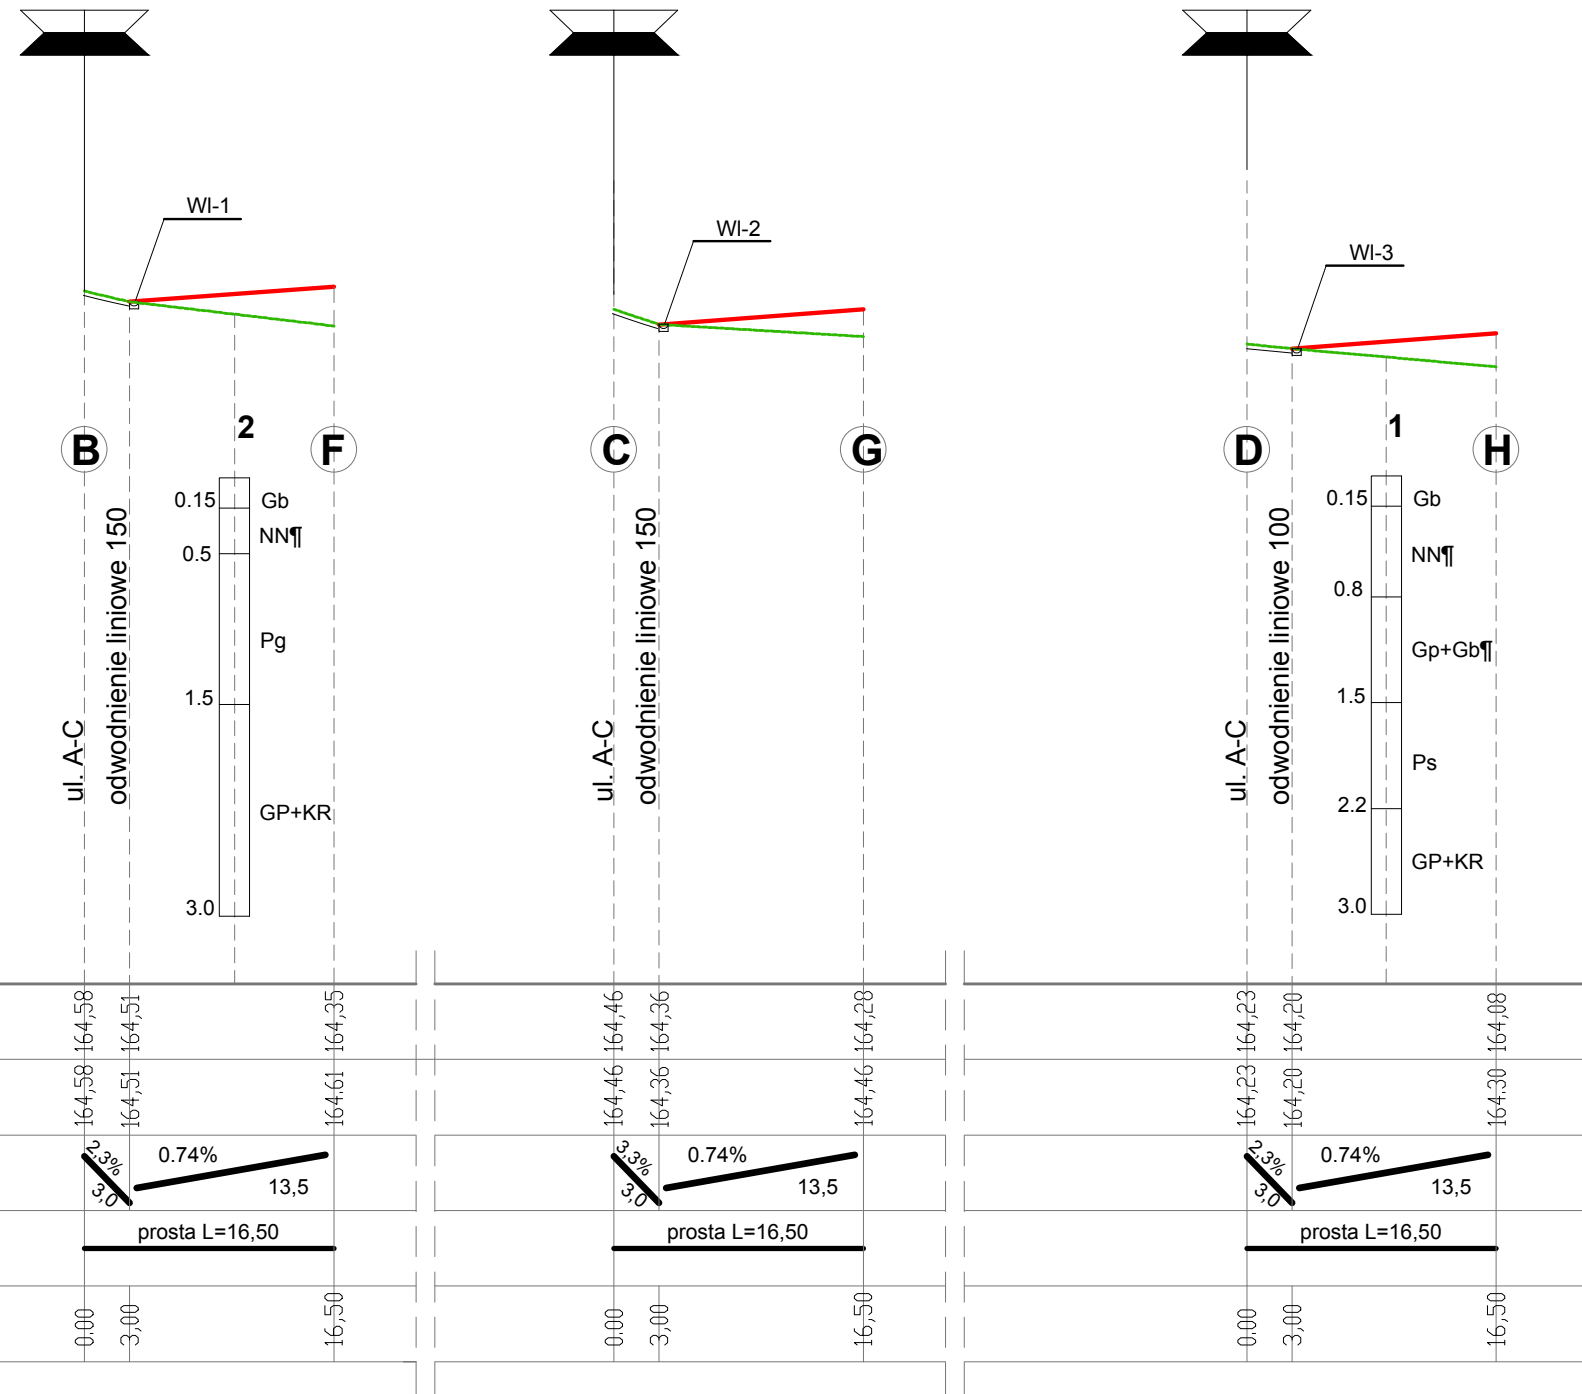 WI-1
WI-2
WI-3
B
2
F
C
G
D
1
H
0.15 Gb
NN¶
0.5
Pg
1.5
GP+KR
3.0
ul. A-C
odwodnienie liniowe 150
ul. A-C
odwodnienie liniowe 150
ul. A-C
odwodnienie liniowe 100
0.15 Gb
NN¶
0.8
Gp+Gb¶
1.5
Ps
2.2
GP+KR
3.0
164,58 164,51 164,35
164,46 164,36 164,28
164,23 164,20 164,08
164,58 164,51 164.61
164,46 164,36 164,46
164,23 164,20 164.30
2,3% 0.74%
3,0 13,5
3,3% 0.74%
3,0 13,5
2,3% 0.74%
3,0 13,5
prosta L=16,50
prosta L=16,50
prosta L=16,50
0.00 3,00 16,50
0.00 3,00 16,50
0.00 3,00 16,50